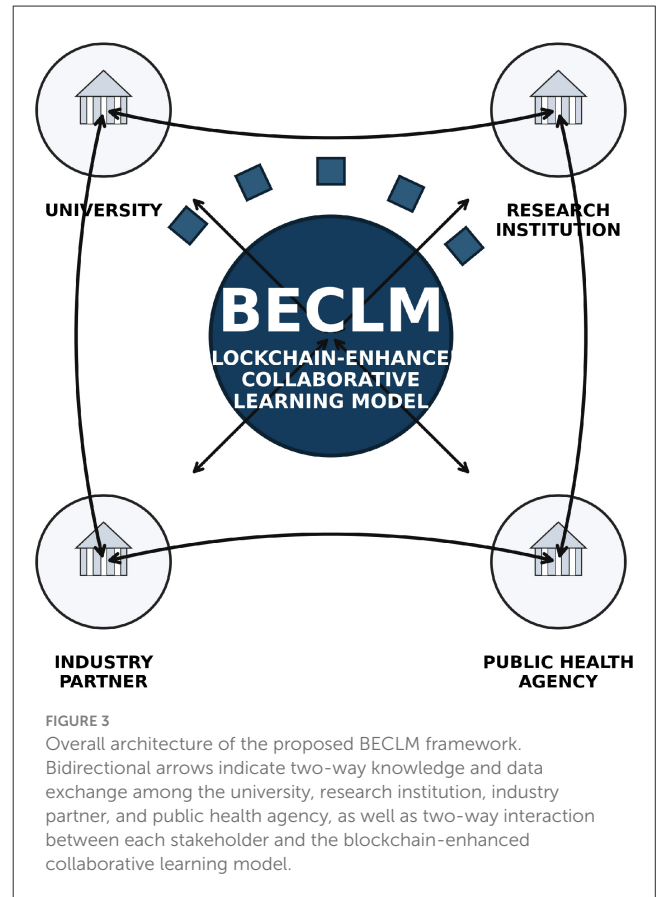 UNIVERSITY
RESEARCH
INSTITUTION
BECLM
LOCKCHAIN-ENHANCE
COLLABORATIVE
LEARNING MODEL
INDUSTRY
PARTNER
PUBLIC HEALTH
AGENCY
FIGURE 3
Overall architecture of the proposed BECLM framework.
Bidirectional arrows indicate two-way knowledge and data
exchange among the university, research institution, industry
partner, and public health agency, as well as two-way interaction
between each stakeholder and the blockchain-enhanced
collaborative learning model.